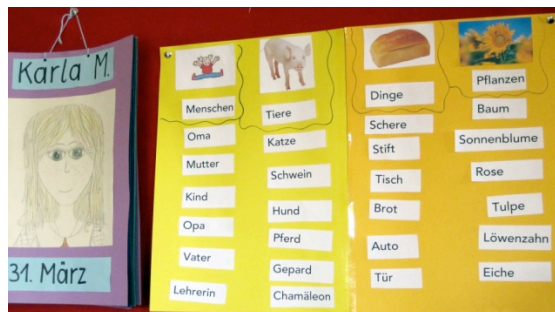 Karla M.
31. März
Menschen
Oma
Mutter
Kind
Opa
Vater
Lehrerin
Tiere
Katze
Schwein
Hund
Pferd
Gepard
Chamäleon
Dinge
Schere
Stift
Tisch
Brot
Auto
Tür
Pflanzen
Baum
Sonnenblume
Rose
Tulpe
Löwenzahn
Eiche